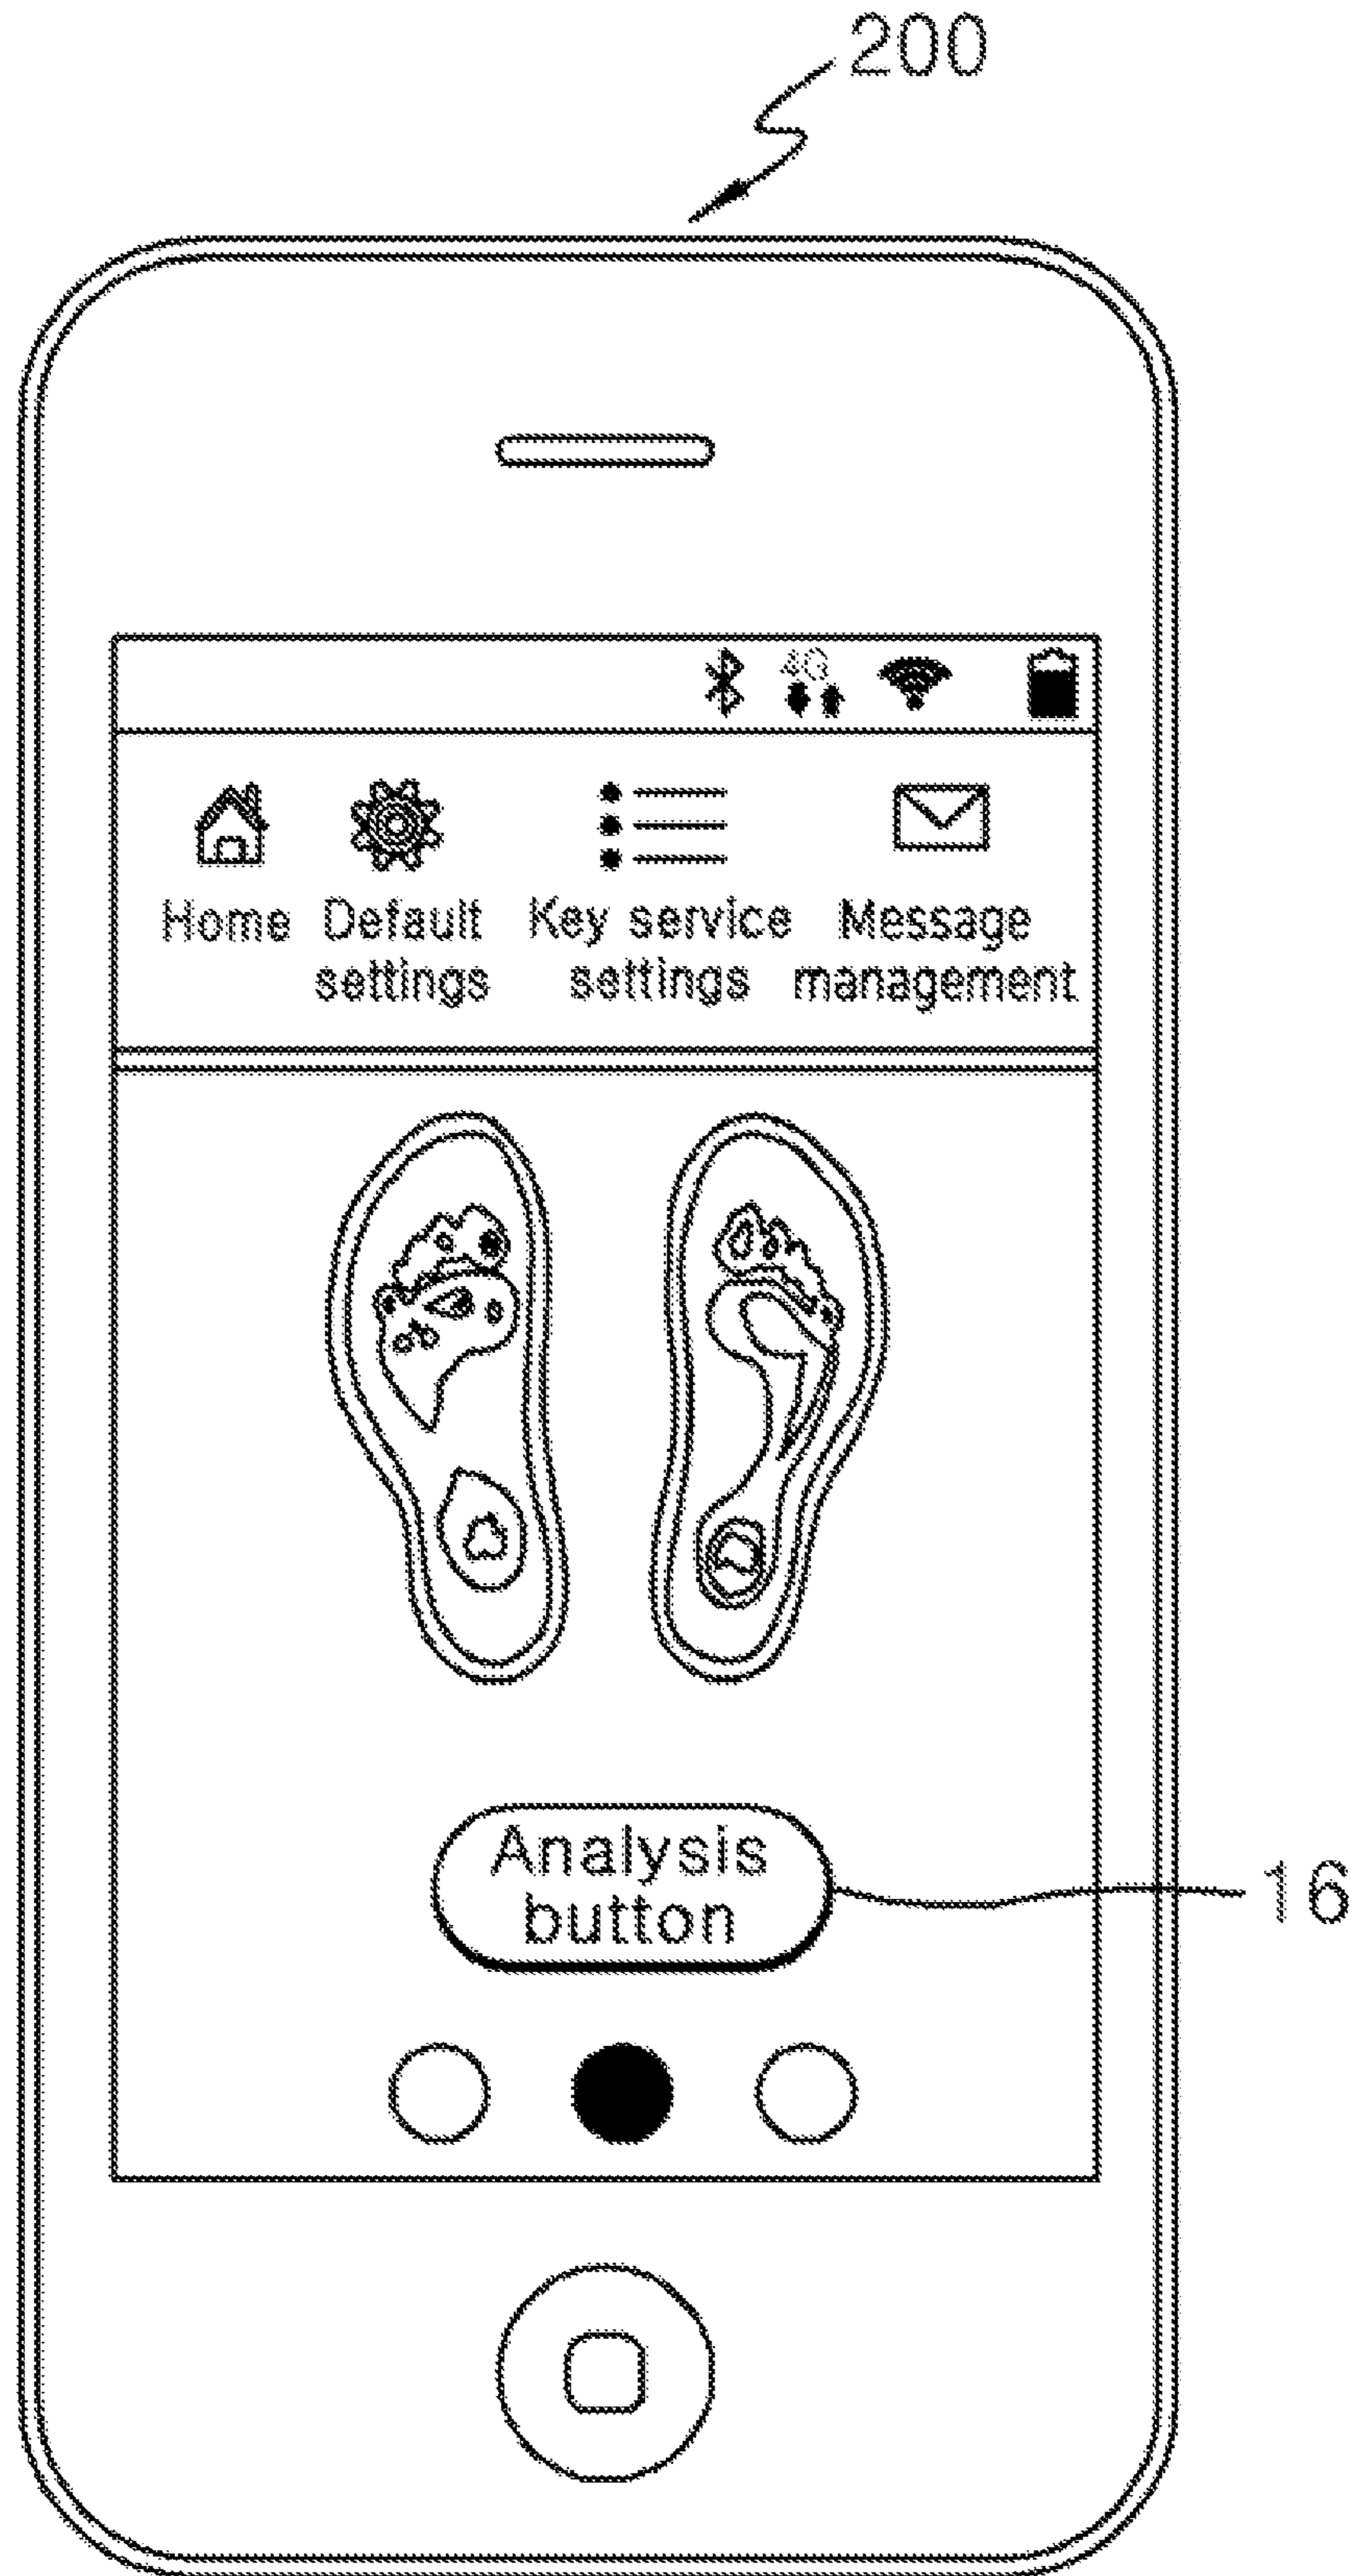 200
4G
Home Default Key service Message
settings settings management
Analysis
button
16